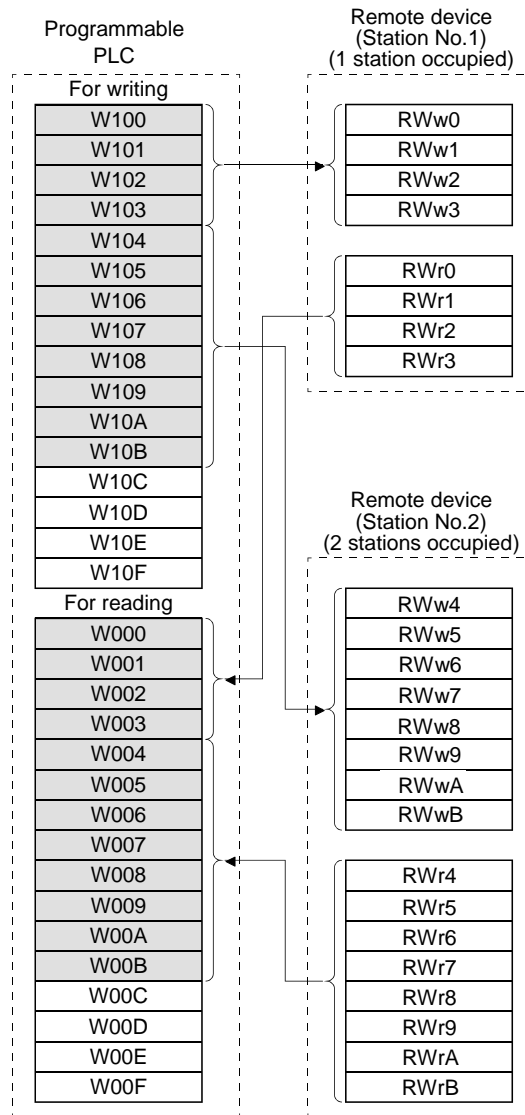 Programmable
PLC
For writing
W100
W101
W102
W103
W104
W105
W106
W107
W108
W109
W10A
W10B
W10C
W10D
W10E
W10F
For reading
W000
W001
W002
W003
W004
W005
W006
W007
W008
W009
W00A
W00B
W00C
W00D
W00E
W00F
Remote device
(Station No.1)
(1 station occupied)
RWw0
RWw1
RWw2
RWw3
RWr0
RWr1
RWr2
RWr3
Remote device
(Station No.2)
(2 stations occupied)
RWw4
RWw5
RWw6
RWw7
RWw8
RWw9
RWwA
RWwB
RWr4
RWr5
RWr6
RWr7
RWr8
RWr9
RWrA
RWrB